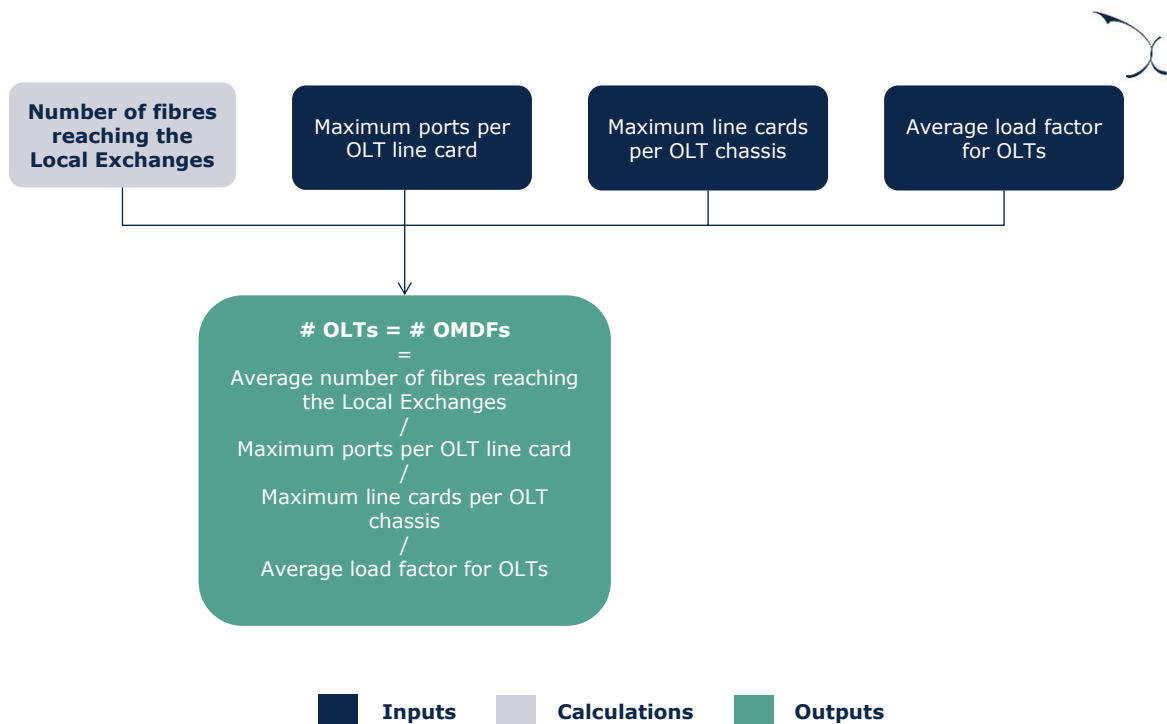 Number of fibres
reaching the
Local Exchanges
Maximum ports per
OLT line card
Maximum line cards
per OLT chassis
Average load factor
for OLTs
# OLTs = # OMDFs
=
Average number of fibres reaching
the Local Exchanges
/
Maximum ports per OLT line card
/
Maximum line cards per OLT
chassis
/
Average load factor for OLTs
Inputs
Calculations
Outputs